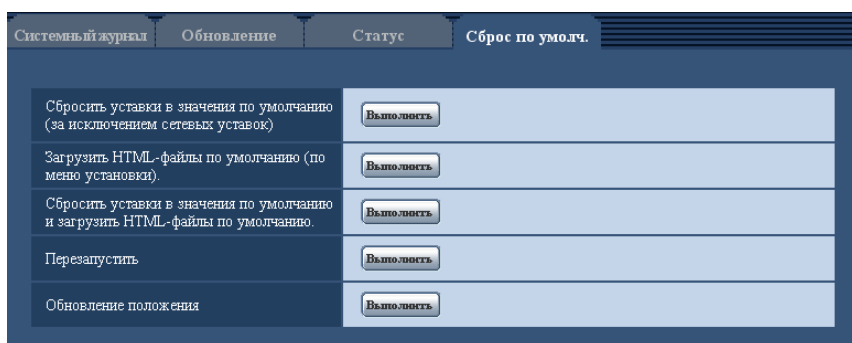 Системный журнал Обновление Статус Сброс по умолч.
Сбросить уставки в значения по умолчанию
(за исключением сетевых уставок)
Выполнить
Загрузить HTML-файлы по умолчанию (по
меню установки).
Выполнить
Сбросить уставки в значения по умолчанию
и загрузить HTML-файлы по умолчанию.
Выполнить
Перезапустить
Выполнить
Обновление положения
Выполнить